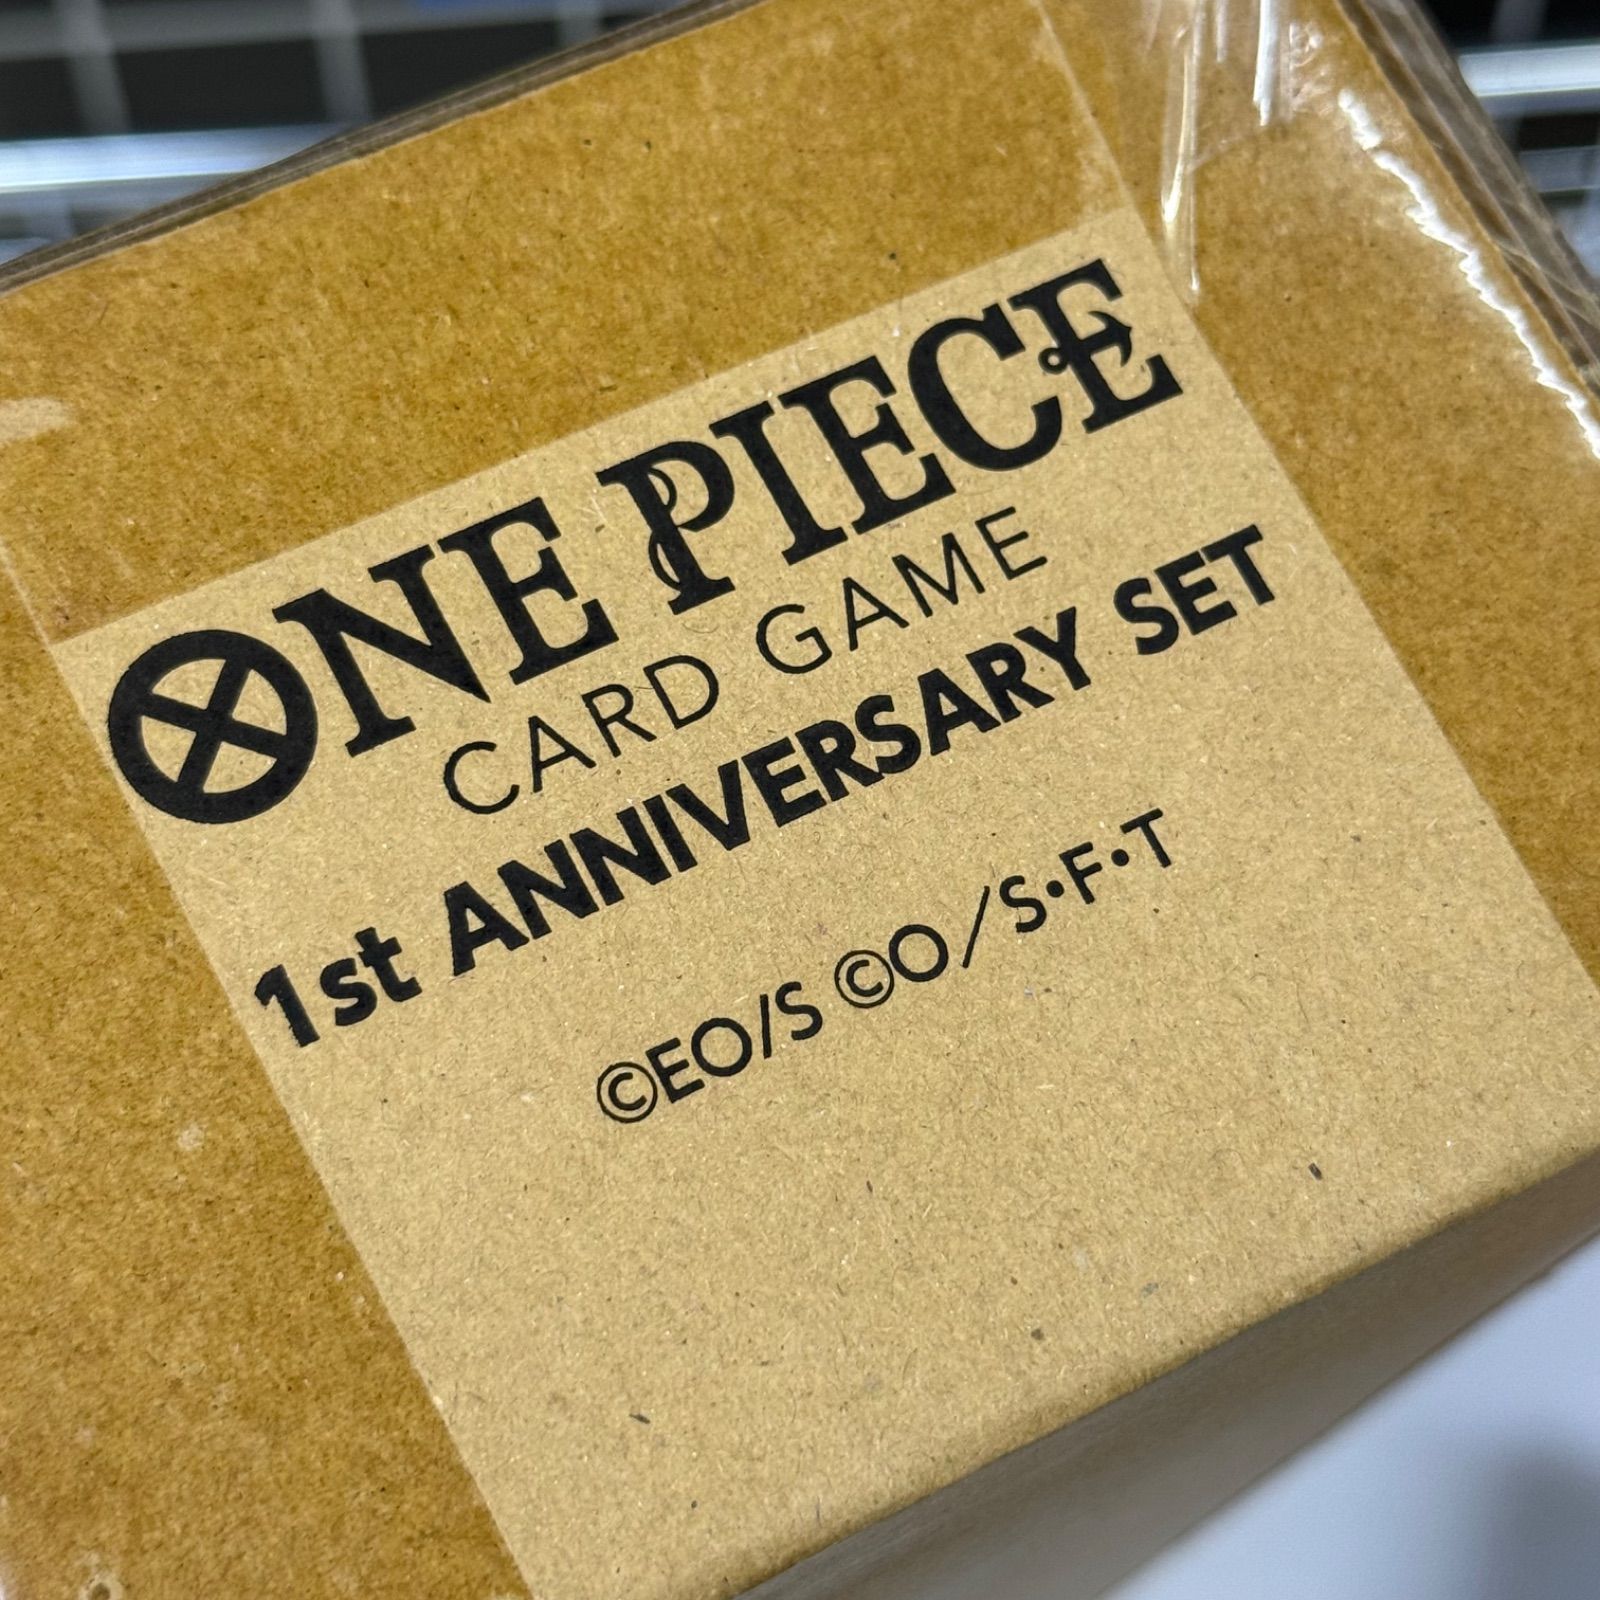 ONE PIECE
CARD GAME
1st ANNIVERSARY SET
©EO/S ©O/S・F・T